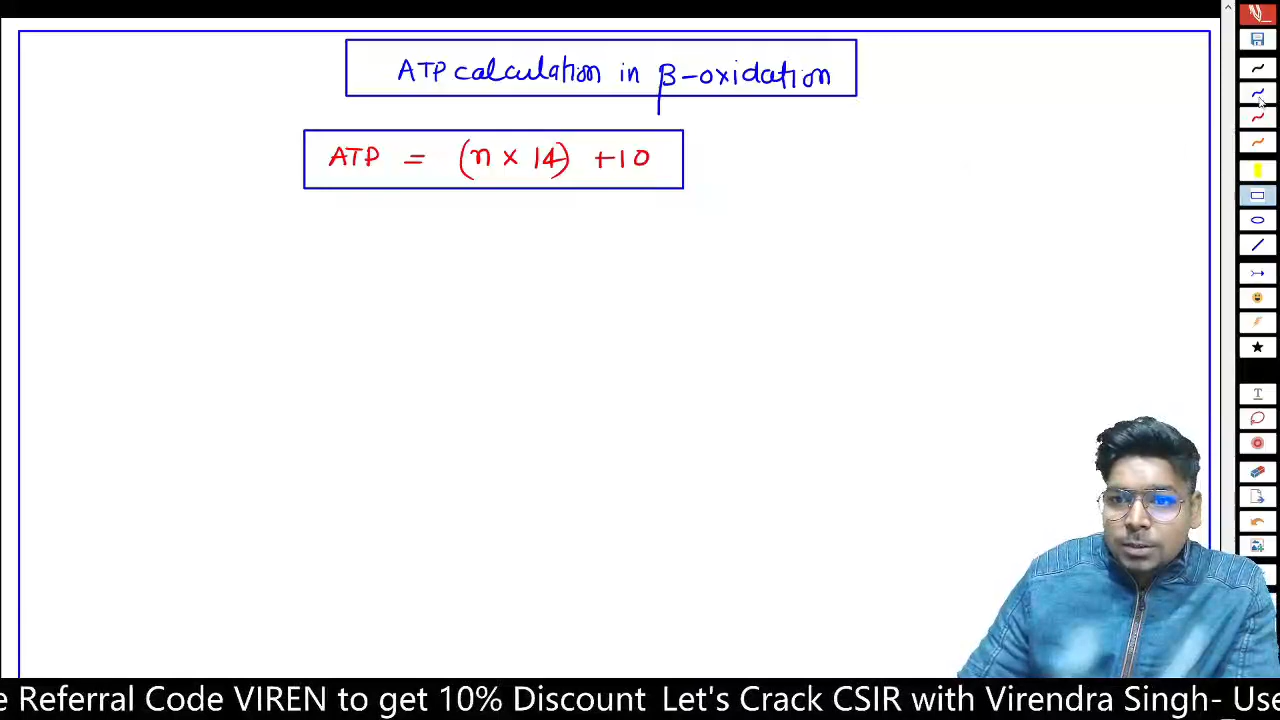 ATP calculation in β-oxidation
ATP = (n × 14) + 10
e Referral Code VIREN to get 10% Discount Let's Crack CSIR with Virendra Singh- Use